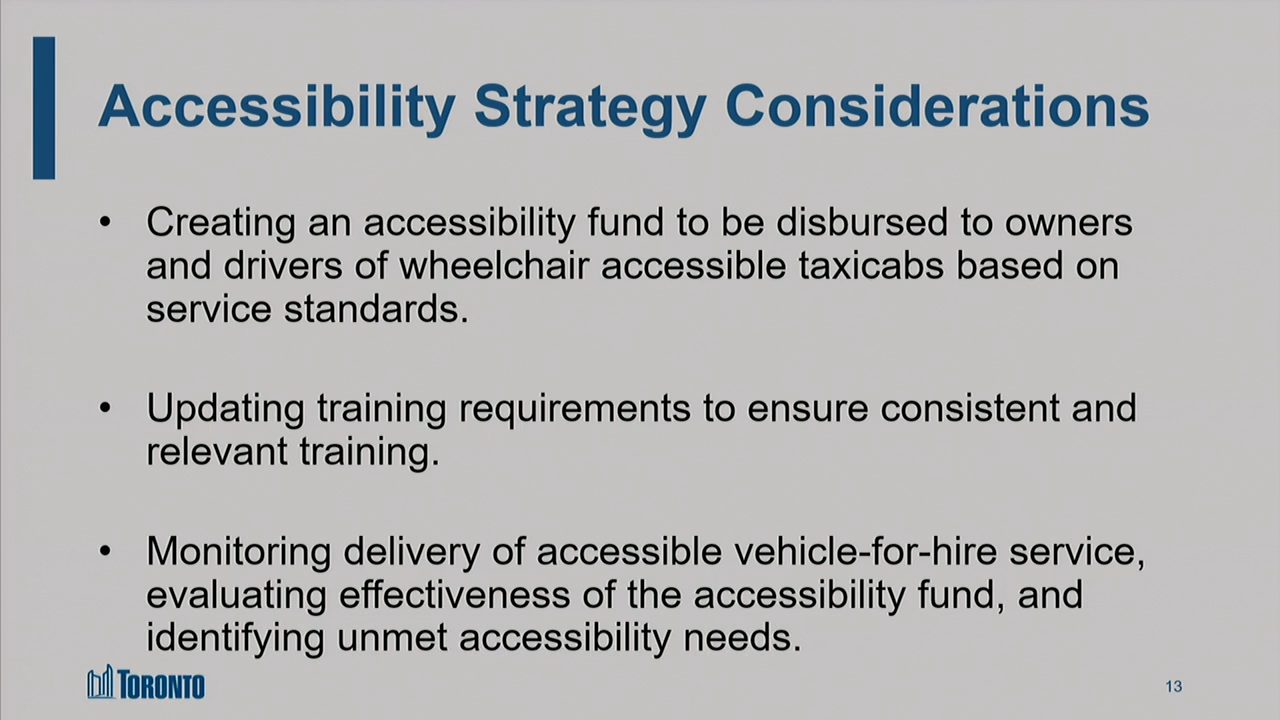 Accessibility Strategy Considerations
• Creating an accessibility fund to be disbursed to owners
and drivers of wheelchair accessible taxicabs based on
service standards.
• Updating training requirements to ensure consistent and
relevant training.
• Monitoring delivery of accessible vehicle-for-hire service,
evaluating effectiveness of the accessibility fund, and
identifying unmet accessibility needs.
TORONTO
13